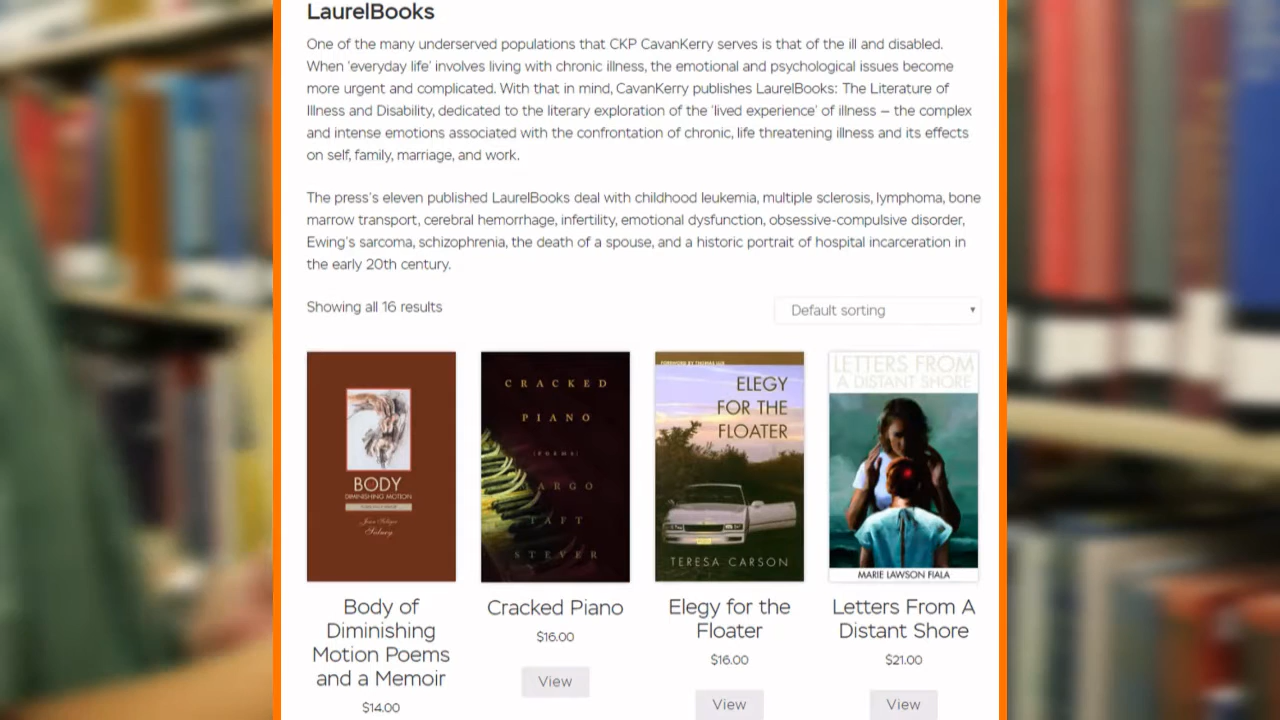 LaurelBooks
One of the many underserved populations that CKP CavanKerry serves is that of the ill and disabled.
When 'everyday life' involves living with chronic illness, the emotional and psychological issues become
more urgent and complicated. With that in mind, CavanKerry publishes LaurelBooks: The Literature of
Illness and Disability, dedicated to the literary exploration of the 'lived experience' of illness – the complex
and intense emotions associated with the confrontation of chronic, life threatening illness and its effects
on self, family, marriage, and work.
The press's eleven published LaurelBooks deal with childhood leukemia, multiple sclerosis, lymphoma, bone
marrow transport, cerebral hemorrhage, infertility, emotional dysfunction, obsessive-compulsive disorder,
Ewing's sarcoma, schizophrenia, the death of a spouse, and a historic portrait of hospital incarceration in
the early 20th century.
Showing all 16 results
Default sorting
BODY
DIMINISHING MOTION
Sidney
CRACKED
PIANO
(POEMS)
MARGO
TAFT
STEVER
FOREWORD BY THOMAS LUX
ELEGY
FOR THE
FLOATER
TERESA CARSON
LETTERS FROM
A DISTANT SHORE
MARIE LAWSON FIALA
Body of
Diminishing
Motion Poems
and a Memoir
$14.00
Cracked Piano
$16.00
View
Elegy for the
Floater
$16.00
View
Letters From A
Distant Shore
$21.00
View